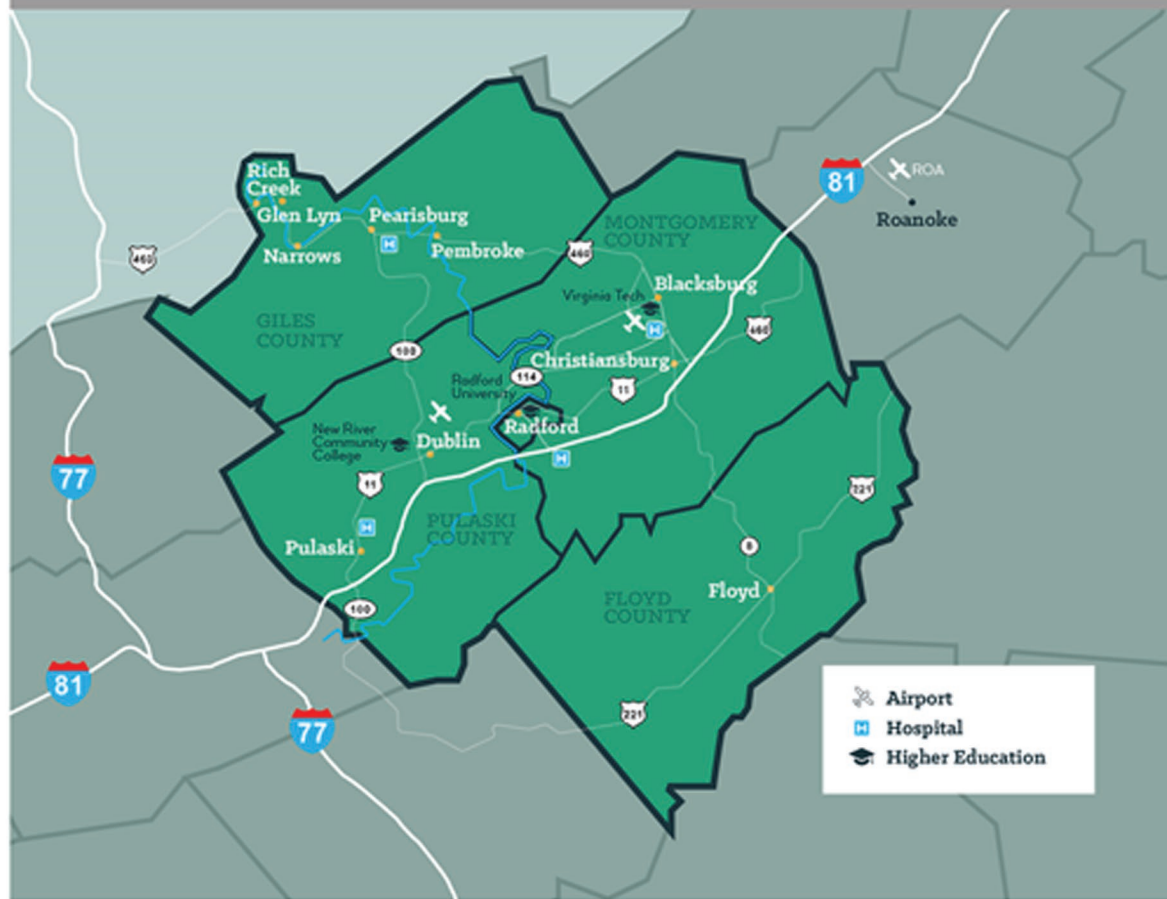 81
ROA
Roanoke
Rich
Creek
Glen Lyn
Pearisburg
Narrows
Pembroke
460
460
MONTGOMERY
COUNTY
Blacksburg
Virginia Tech
460
GILES
COUNTY
100
Christiansburg
114
11
Radford
University
Radford
New River
Community
College
Dublin
77
11
221
PULASKI
COUNTY
Pulaski
8
Floyd
FLOYD
COUNTY
100
81
77
221
Airport
H Hospital
Higher Education
H
H
H
H